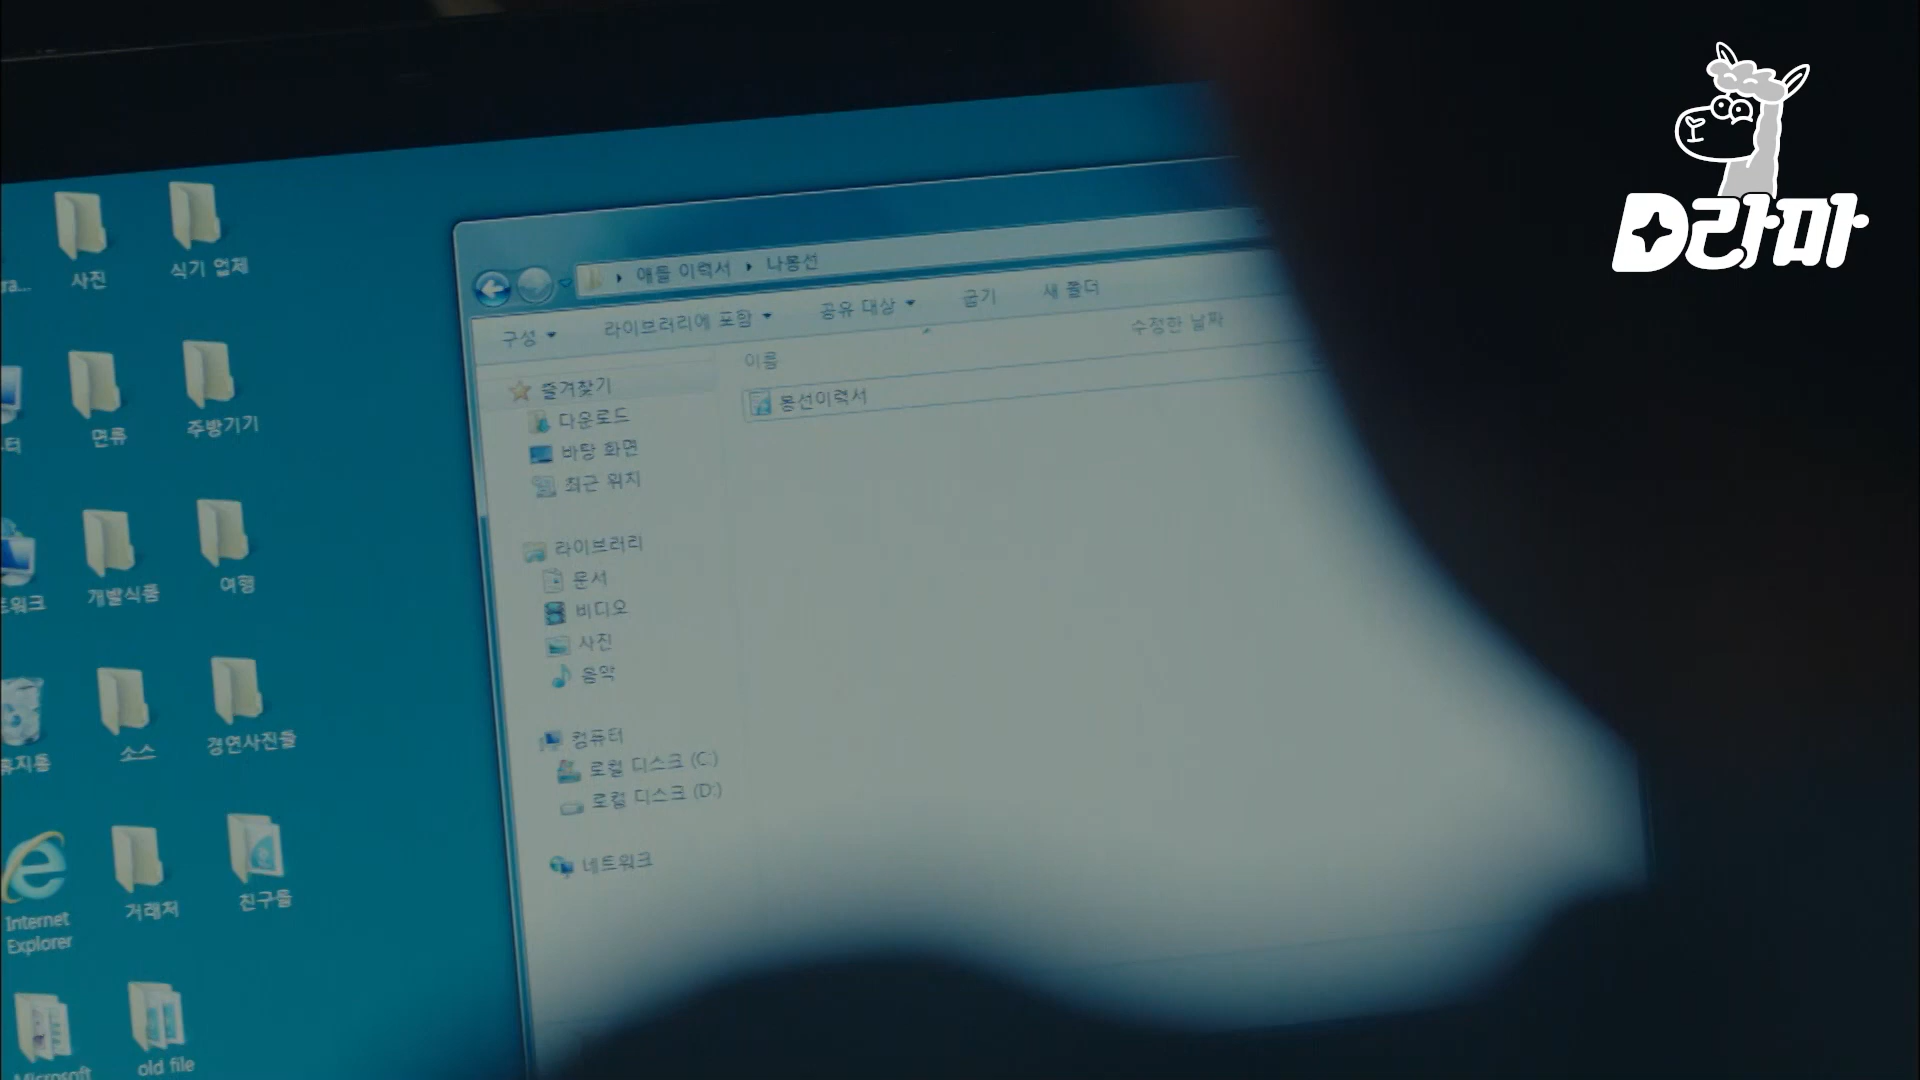 D라마
사진
식기 업체
면류
주방기기
개발식품
여행
소스
경연사진들
Internet
Explorer
거래처
친구들
old file
애들 이력서 ▸ 나몽선
구성
라이브러리에 포함
공유 대상
굽기
새 폴더
이름
수정한 날짜
몽선이력서
즐겨찾기
다운로드
바탕 화면
최근 위치
라이브러리
문서
비디오
사진
음악
컴퓨터
로컬 디스크 (C:)
로컬 디스크 (D:)
네트워크